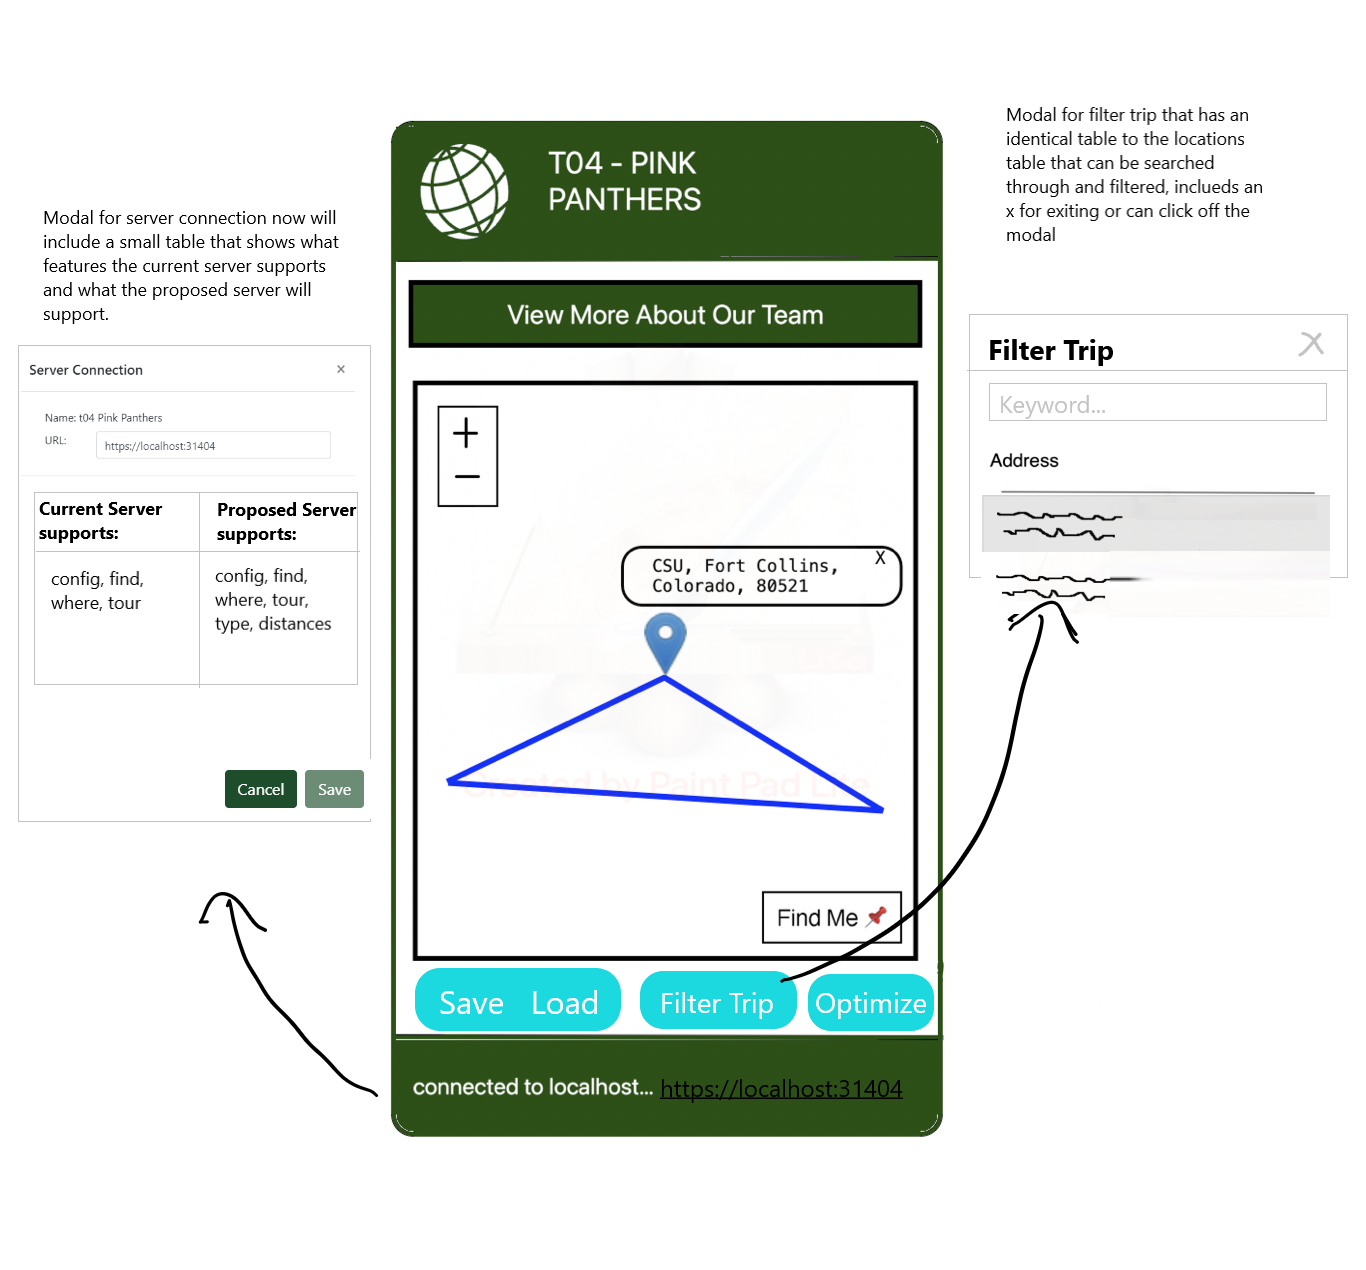 Modal for filter trip that has an
identical table to the locations
table that can be searched
through and filtered, inclueds an
x for exiting or can click off the
modal
T04 - PINK
PANTHERS
Modal for server connection now will
include a small table that shows what
features the current server supports
and what the proposed server will
support.
View More About Our Team
Server Connection ×
Name: t04 Pink Panthers
URL: https://localhost:31404
Current Server
supports:
Proposed Server
supports:
config, find,
where, tour
config, find,
where, tour,
type, distances
Cancel Save
+
−
CSU, Fort Collins, X
Colorado, 80521
Created by Paint Pad Lite
Find Me
Save Load Filter Trip Optimize
connected to localhost... https://localhost:31404
Filter Trip X
Keyword...
Address